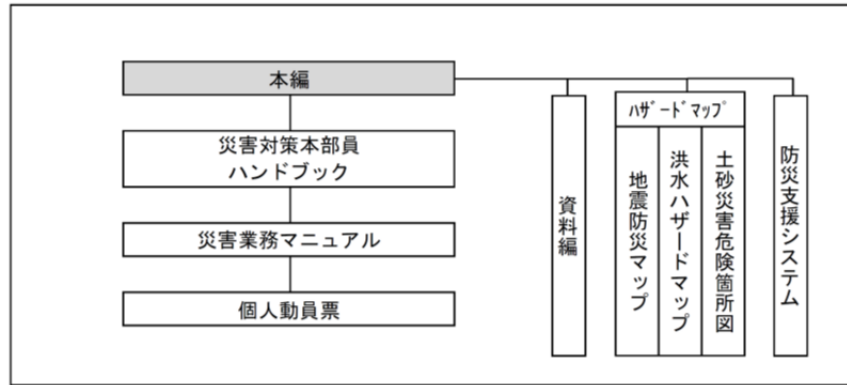 本編
災害対策本部員
ハンドブック
災害業務マニュアル
個人動員票
資料編
ﾊｻﾞｰﾄﾞﾏｯﾌﾟ
地震防災マップ
洪水ハザードマップ
土砂災害危険箇所図
防災支援システム